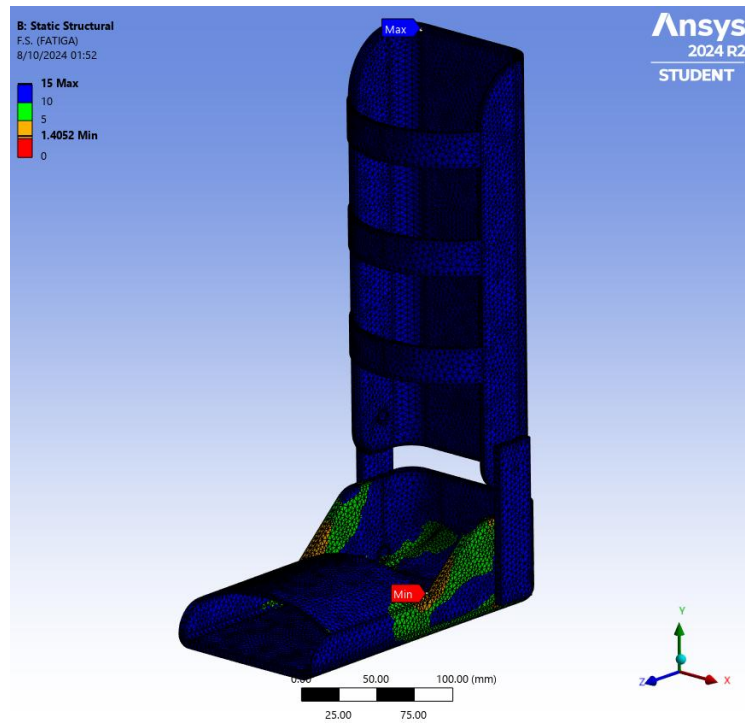 B: Static Structural
F.S. (FATIGA)
8/10/2024 01:52
15 Max
10
5
1.4052 Min
0
Max
Ansys
2024 R2
STUDENT
Min
0.00 50.00 100.00 (mm)
25.00 75.00
Y
Z
X